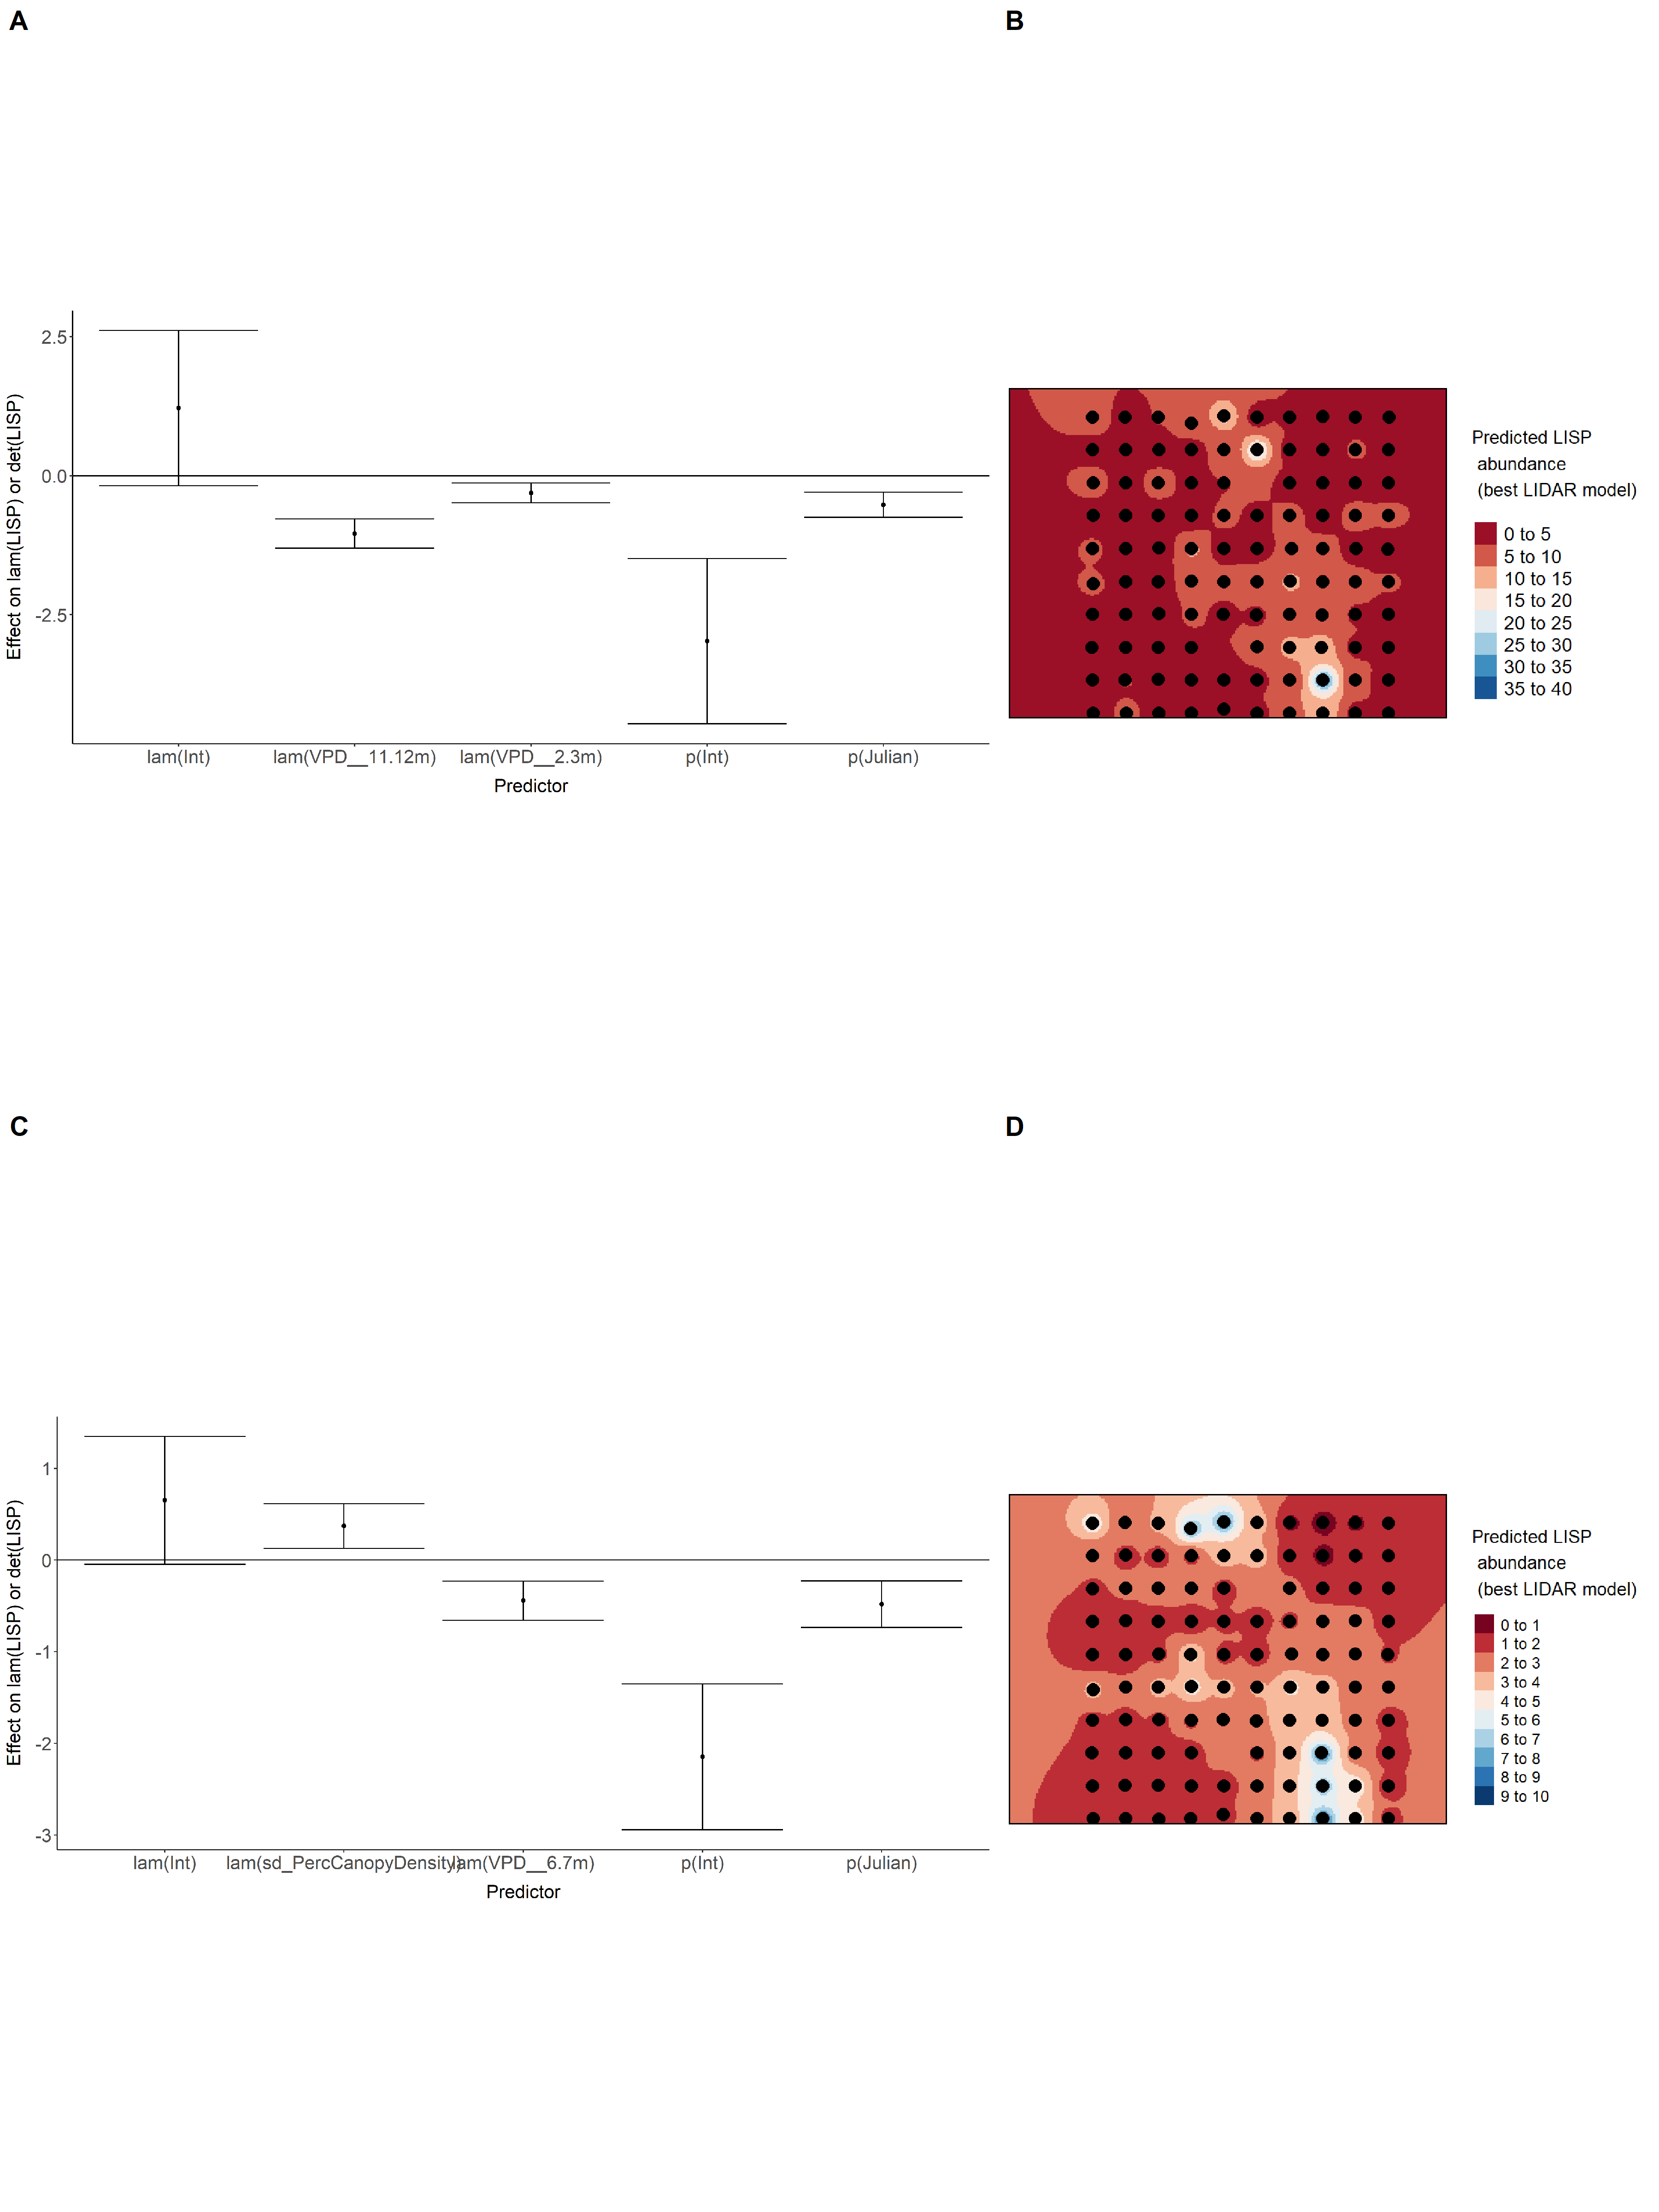 A
B
Effect on lam(LISP) or det(LISP)
2.5
0.0
-2.5
lam(Int)
lam(VPD__11.12m)
lam(VPD__2.3m)
p(Int)
p(Julian)
Predictor
Predicted LISP
abundance
(best LIDAR model)
0 to 5
5 to 10
10 to 15
15 to 20
20 to 25
25 to 30
30 to 35
35 to 40
C
D
Effect on lam(LISP) or det(LISP)
1
0
-1
-2
-3
lam(Int)
lam(sd_PercCanopyDensity)
lam(VPD__6.7m)
p(Int)
p(Julian)
Predictor
Predicted LISP
abundance
(best LIDAR model)
0 to 1
1 to 2
2 to 3
3 to 4
4 to 5
5 to 6
6 to 7
7 to 8
8 to 9
9 to 10